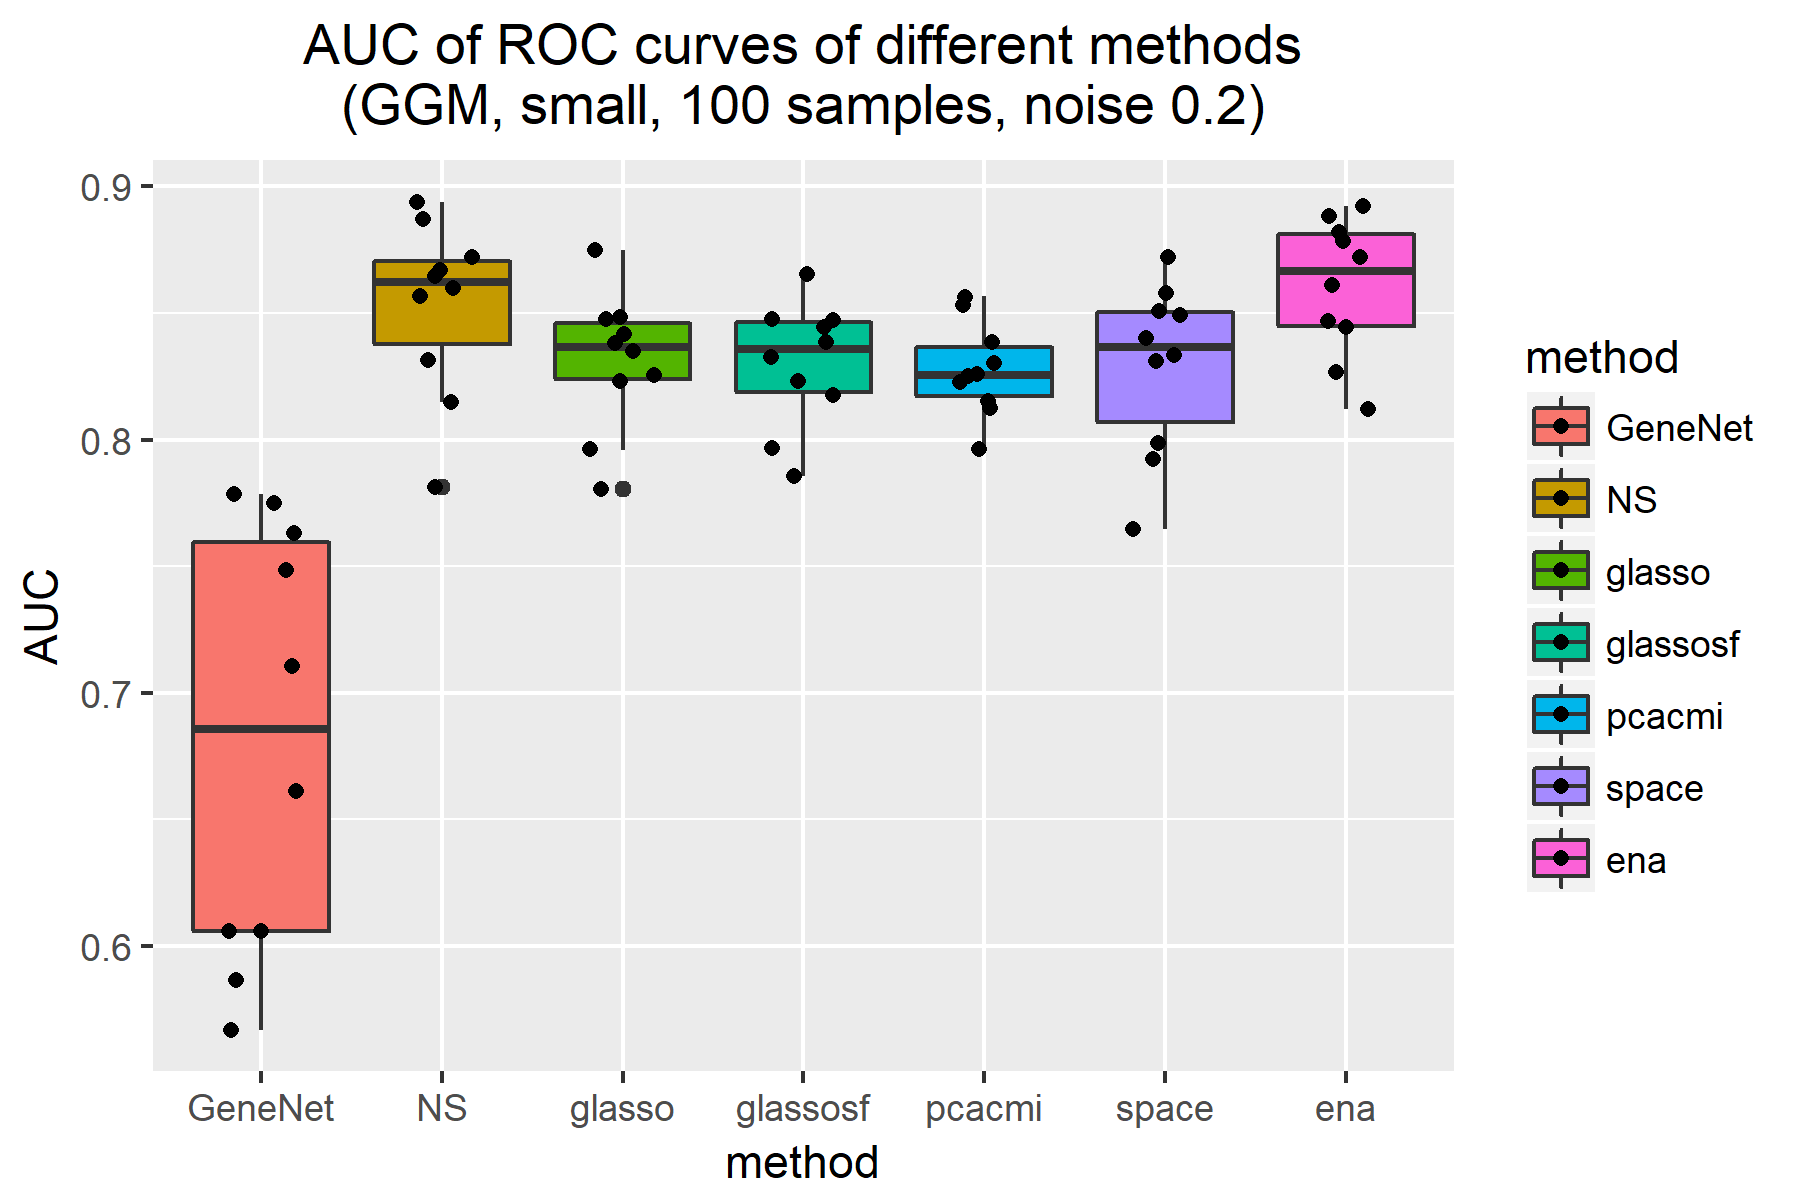 AUC of ROC curves of different methods
(GGM, small, 100 samples, noise 0.2)
AUC
0.9
0.8
0.7
0.6
GeneNet NS glasso glassosf pcacmi space ena
method
method
GeneNet
NS
glasso
glassosf
pcacmi
space
ena